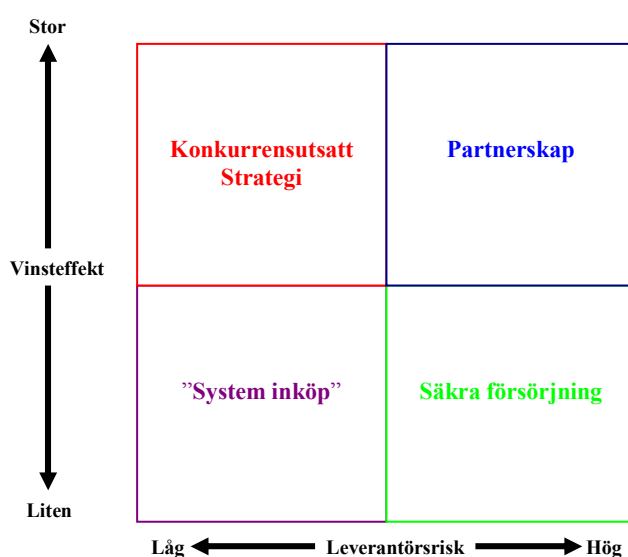 Stor
Konkurrensutsatt
Strategi
Partnerskap
Vinsteffekt
”System inköp”
Säkra försörjning
Liten
Låg
Leverantörsrisk
Hög